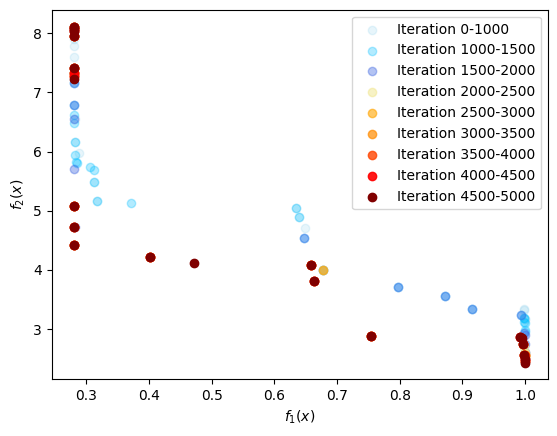 Iteration 0-1000
Iteration 1000-1500
Iteration 1500-2000
Iteration 2000-2500
Iteration 2500-3000
Iteration 3000-3500
Iteration 3500-4000
Iteration 4000-4500
Iteration 4500-5000
8
7
6
5
4
3
f₂(x)
0.3 0.4 0.5 0.6 0.7 0.8 0.9 1.0
f₁(x)